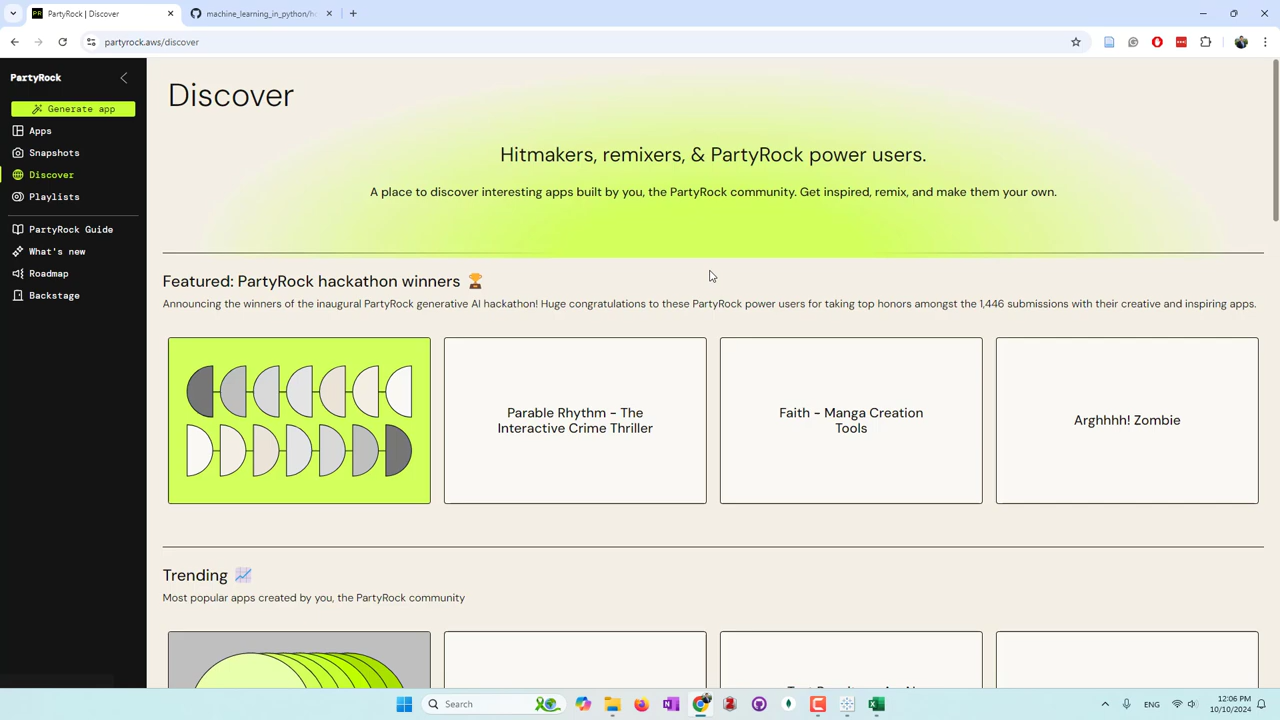 PartyRock | Discover
machine_learning_in_python/h
partyrock.aws/discover
PartyRock
Generate app
Apps
Snapshots
Discover
Playlists
PartyRock Guide
What's new
Roadmap
Backstage
Discover
Hitmakers, remixers, & PartyRock power users.
A place to discover interesting apps built by you, the PartyRock community. Get inspired, remix, and make them your own.
Featured: PartyRock hackathon winners
Announcing the winners of the inaugural PartyRock generative AI hackathon! Huge congratulations to these PartyRock power users for taking top honors amongst the 1,446 submissions with their creative and inspiring apps.
Parable Rhythm - The
Interactive Crime Thriller
Faith - Manga Creation
Tools
Arghhhh! Zombie
Trending
Most popular apps created by you, the PartyRock community
Search
ENG
12:06 PM
10/10/2024